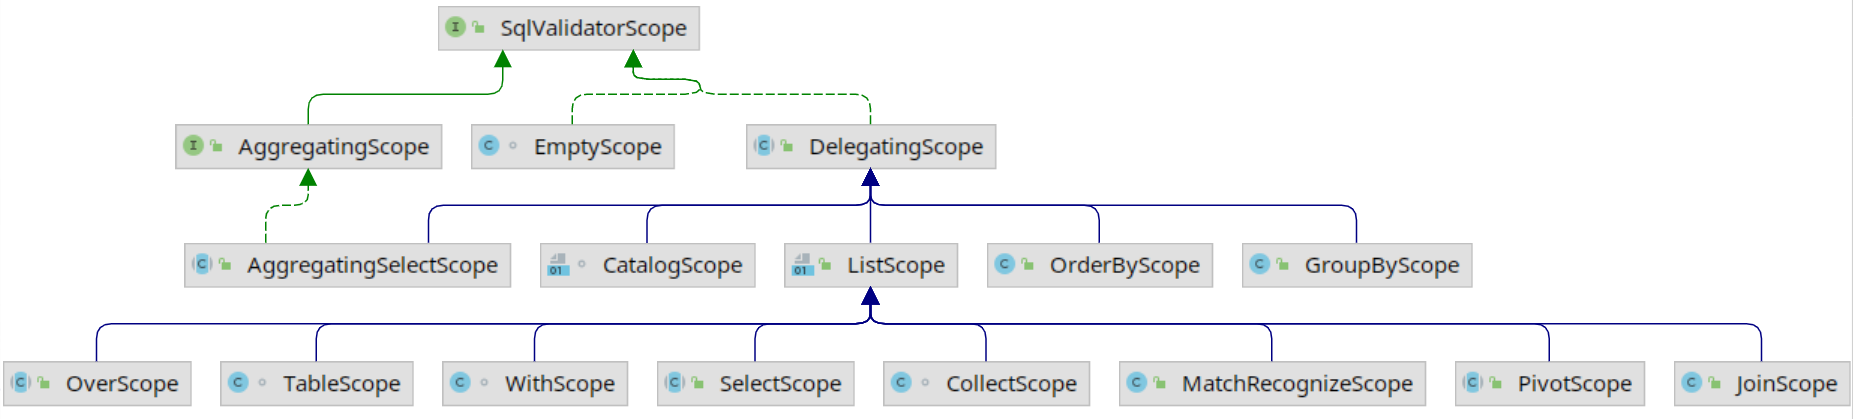 I SqlValidatorScope
I AggregatingScope C EmptyScope C DelegatingScope
C AggregatingSelectScope 01 CatalogScope 01 ListScope C OrderByScope C GroupByScope
C OverScope C TableScope C WithScope C SelectScope C CollectScope C MatchRecognizeScope C PivotScope C JoinScope